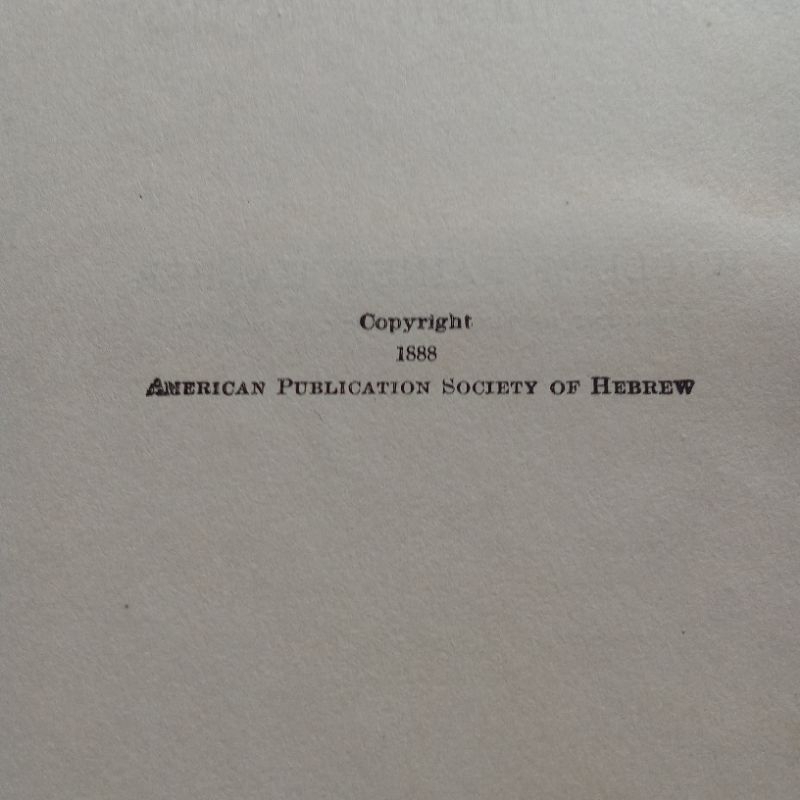 Copyright
1888
American Publication Society of Hebrew